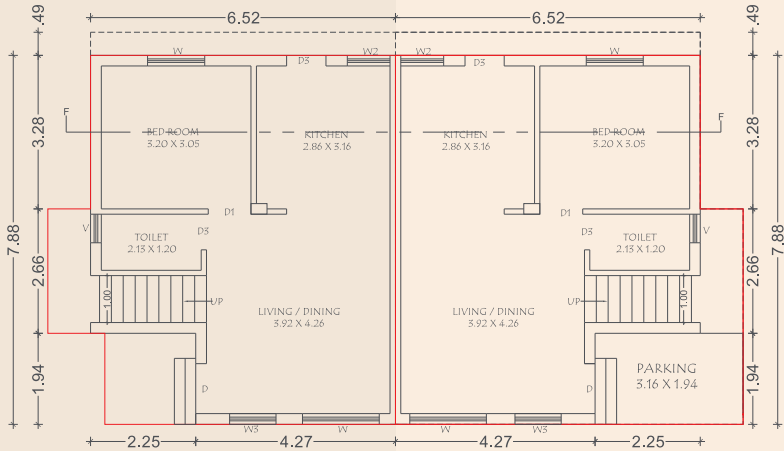 .49
6.52
6.52
.49
W
D3
W2
W2
D3
W
F
F
3.28
BED ROOM
3.20 X 3.05
KITCHEN
2.86 X 3.16
KITCHEN
2.86 X 3.16
BED ROOM
3.20 X 3.05
3.28
D1
D1
7.88
V
TOILET
2.13 X 1.20
D3
D3
TOILET
2.13 X 1.20
V
7.88
2.66
1.00
UP
LIVING / DINING
3.92 X 4.26
LIVING / DINING
3.92 X 4.26
UP
1.00
2.66
1.94
D
D
PARKING
3.16 X 1.94
1.94
W3
W
W
W3
2.25
4.27
4.27
2.25